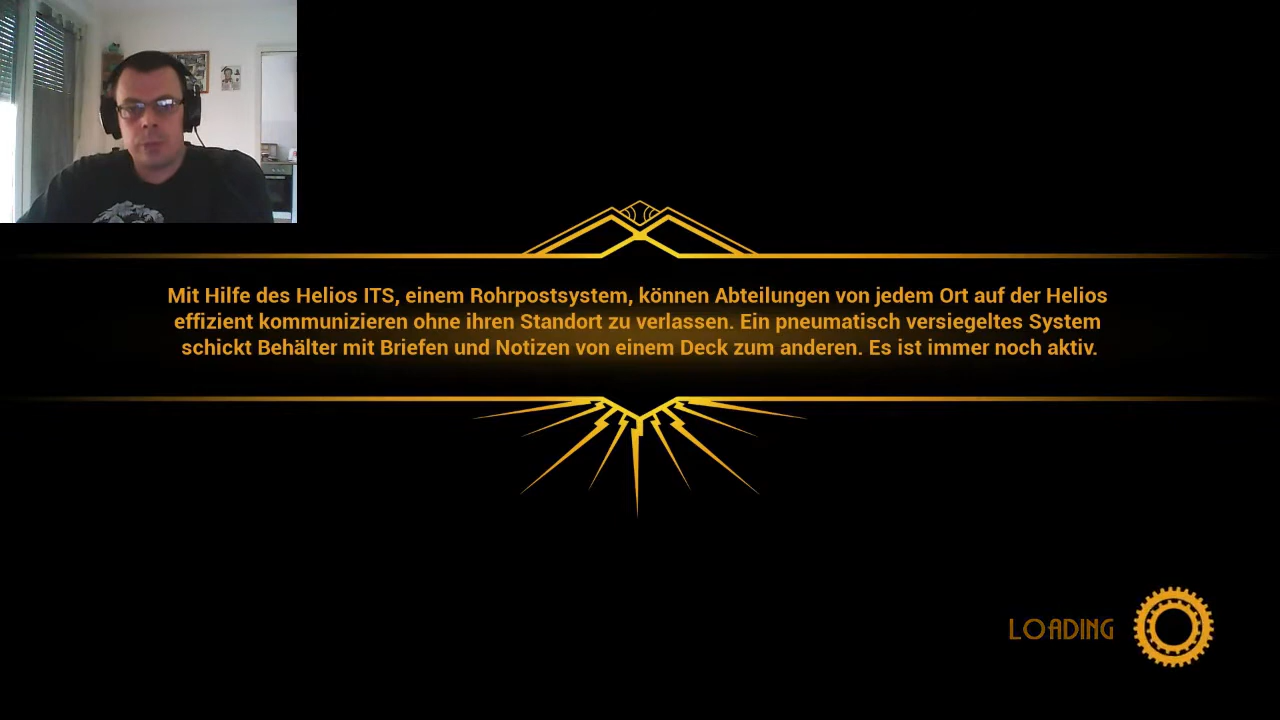 Mit Hilfe des Helios ITS, einem Rohrpostsystem, können Abteilungen von jedem Ort auf der Helios
effizient kommunizieren ohne ihren Standort zu verlassen. Ein pneumatisch versiegeltes System
schickt Behälter mit Briefen und Notizen von einem Deck zum anderen. Es ist immer noch aktiv.
LOADING